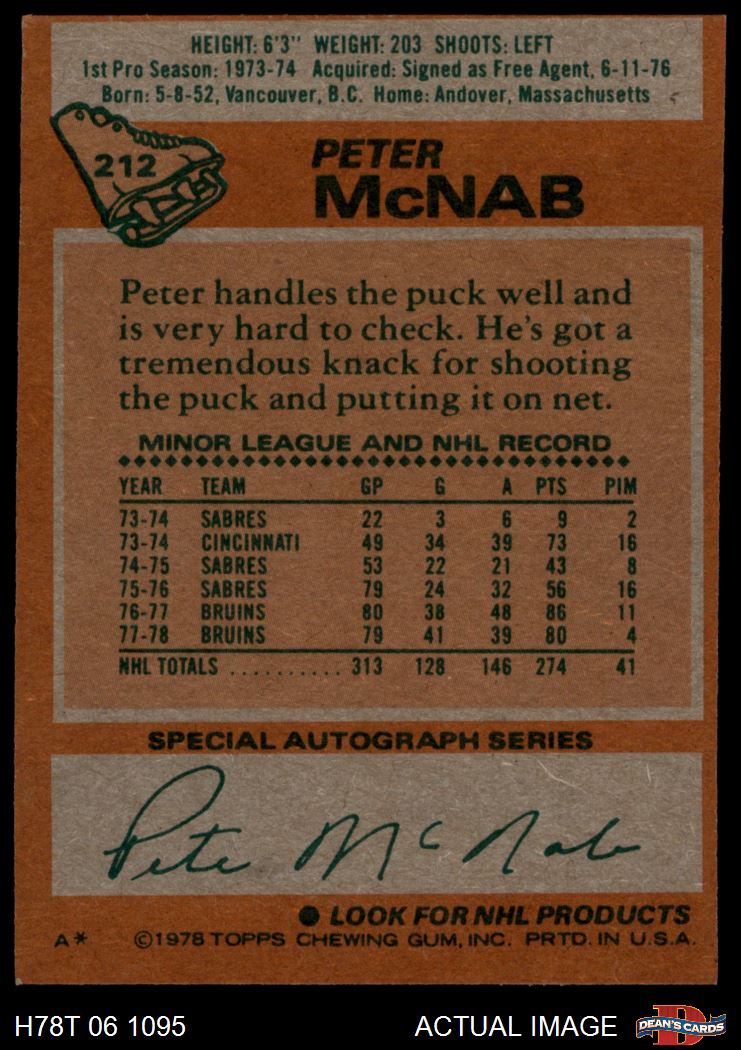 HEIGHT: 6'3" WEIGHT: 203 SHOOTS: LEFT
1st Pro Season: 1973-74 Acquired: Signed as Free Agent, 6-11-76
Born: 5-8-52, Vancouver, B.C. Home: Andover, Massachusetts
212
PETER
McNAB
Peter handles the puck well and
is very hard to check. He's got a
tremendous knack for shooting
the puck and putting it on net.
MINOR LEAGUE AND NHL RECORD
YEAR TEAM GP G A PTS PIM
73-74 SABRES 22 3 6 9 2
73-74 CINCINNATI 49 34 39 73 16
74-75 SABRES 53 22 21 43 8
75-76 SABRES 79 24 32 56 16
76-77 BRUINS 80 38 48 86 11
77-78 BRUINS 79 41 39 80 4
NHL TOTALS .......... 313 128 146 274 41
SPECIAL AUTOGRAPH SERIES
Pete McNab
● LOOK FOR NHL PRODUCTS
A* ©1978 TOPPS CHEWING GUM, INC. PRTD. IN U.S.A.
H78T 06 1095 ACTUAL IMAGE D DEAN'S CARDS